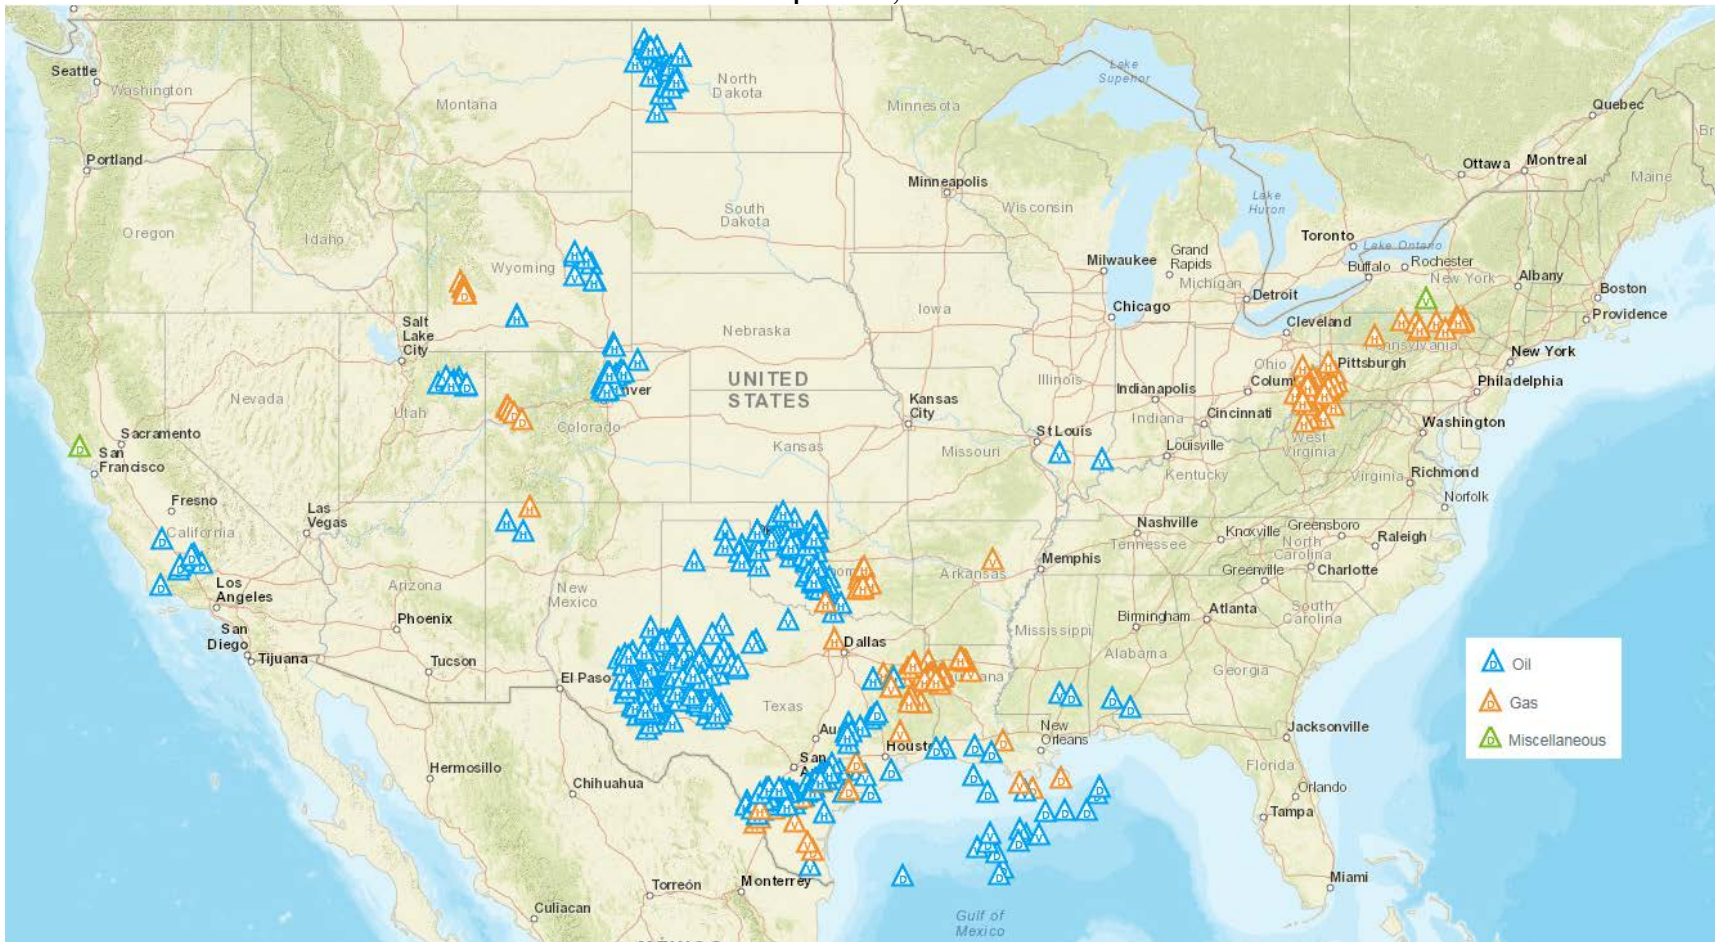 Seattle
Washington
Montana
North
Dakota
Minnesota
Lake
Superior
Quebec
Portland
Ottawa
Montreal
Maine
Minneapolis
South
Dakota
Wisconsin
Lake
Huron
Oregon
Idaho
Wyoming
Toronto
Lake Ontario
Milwaukee
Grand
Rapids
Buffalo
Rochester
New York
Albany
Michigan
Detroit
Boston
Iowa
Chicago
Providence
Salt
Lake
City
Nebraska
Cleveland
New York
Ohio
Pittsburgh
Philadelphia
UNITED
STATES
Illinois
Indianapolis
Nevada
Utah
Colorado
Kansas
City
Indiana
Cincinnati
Washington
Sacramento
San
Francisco
Kansas
Missouri
St Louis
Louisville
West
Virginia
Kentucky
Virginia
Richmond
Norfolk
Fresno
California
Las
Vegas
Nashville
Tennessee
Knoxville
Greensboro
North
Carolina
Raleigh
Memphis
Arkansas
Greenville
Charlotte
Los
Angeles
Arizona
New
Mexico
Phoenix
Birmingham
Atlanta
South
Carolina
San
Diego
Tijuana
Tucson
Dallas
Mississippi
Alabama
Georgia
El Paso
Texas
Oil
Gas
Miscellaneous
New
Orleans
Jacksonville
San
Hermosillo
Chihuahua
Florida
Orlando
Tampa
Monterrey
Torreón
Miami
Culiacan
Gulf of
Mexico